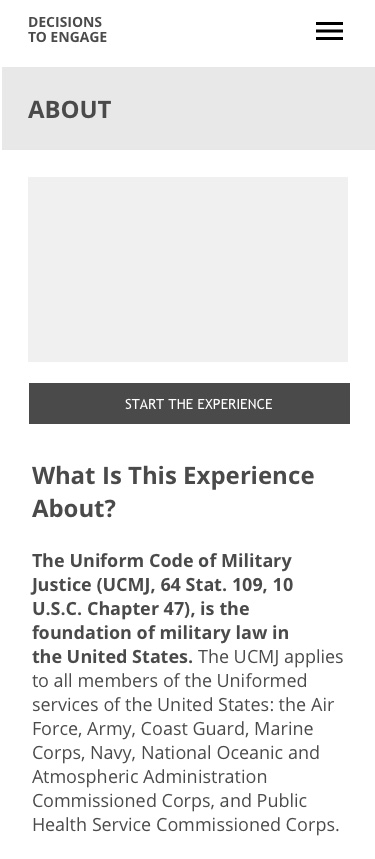 DECISIONS
TO ENGAGE
ABOUT
START THE EXPERIENCE
What Is This Experience
About?
The Uniform Code of Military
Justice (UCMJ, 64 Stat. 109, 10
U.S.C. Chapter 47), is the
foundation of military law in
the United States. The UCMJ applies
to all members of the Uniformed
services of the United States: the Air
Force, Army, Coast Guard, Marine
Corps, Navy, National Oceanic and
Atmospheric Administration
Commissioned Corps, and Public
Health Service Commissioned Corps.